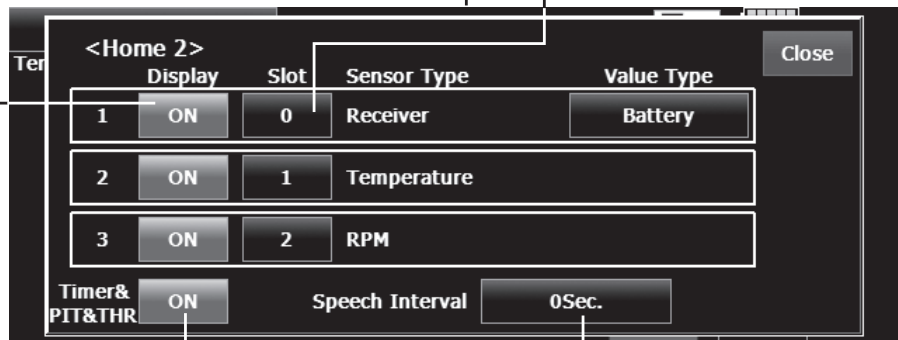 <Home 2>
Close
Ter
Display Slot Sensor Type Value Type
1 ON 0 Receiver Battery
2 ON 1 Temperature
3 ON 2 RPM
Timer&
PIT&THR ON Speech Interval 0Sec.